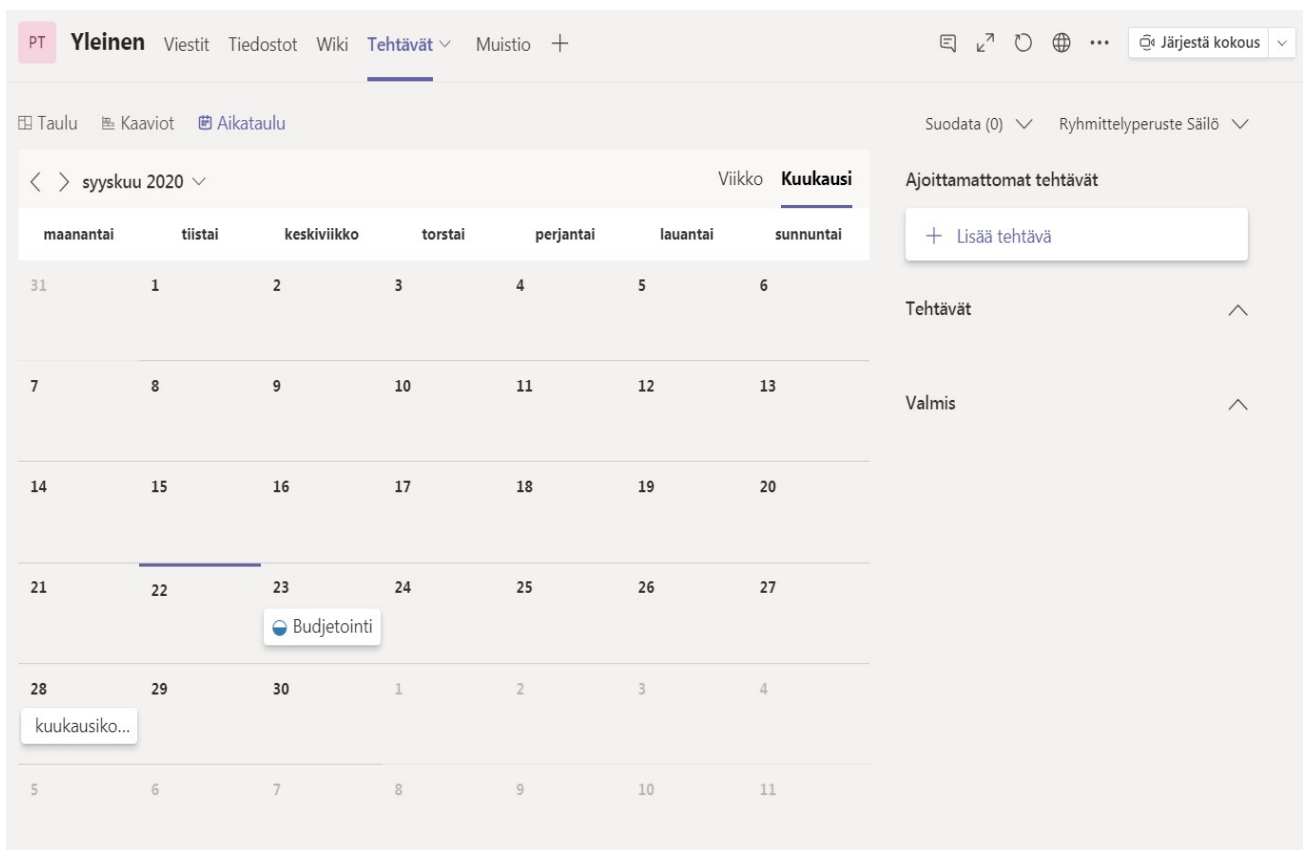 PT Yleinen Viestit Tiedostot Wiki Tehtävät Muistio Järjestä kokous
Taulu Kaaviot Aikataulu Suodata (0) Ryhmittelyperuste Säilö
syyskuu 2020 Viikko Kuukausi Ajoittamattomat tehtävät
maanantai tiistai keskiviikko torstai perjantai lauantai sunnuntai
+ Lisää tehtävä
31 1 2 3 4 5 6
Tehtävät
7 8 9 10 11 12 13
Valmis
14 15 16 17 18 19 20
21 22 23 24 25 26 27
Budjetointi
28 29 30 1 2 3 4
kuukausiko...
5 6 7 8 9 10 11